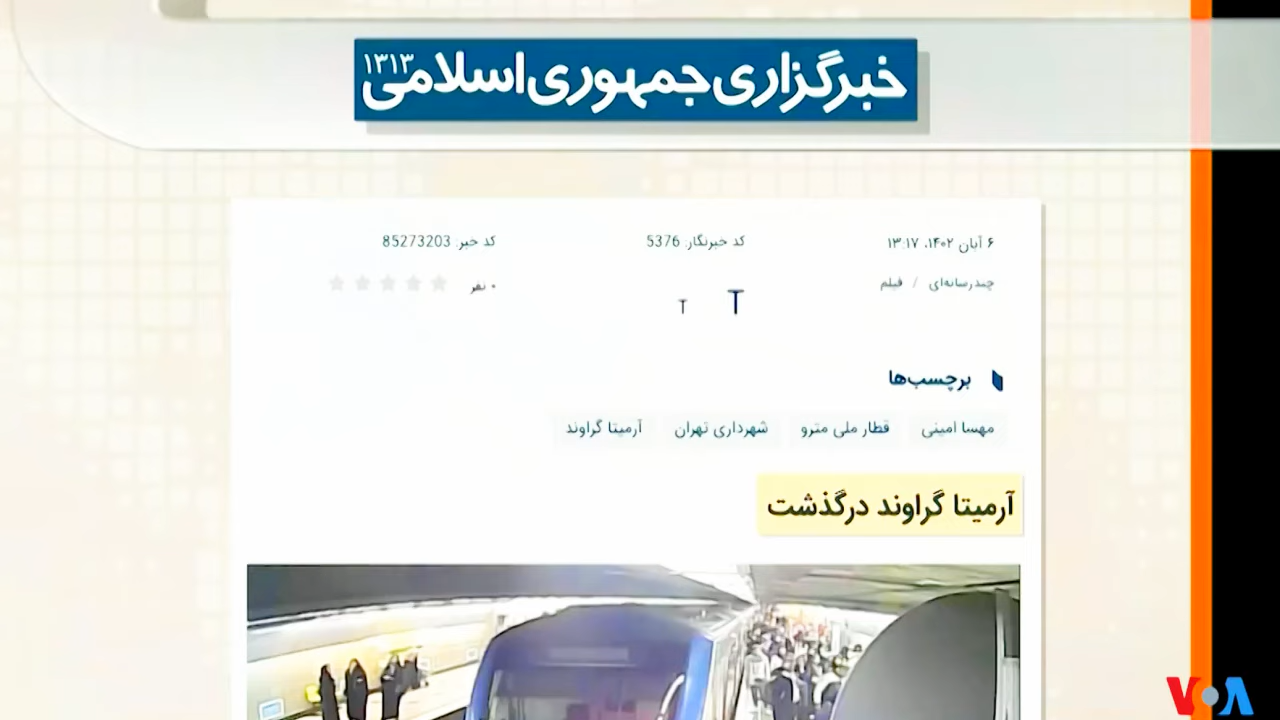 خبرگزاری جمهوری اسلامی ۱۳۱۳
۶ آبان ۱۴۰۲، ۱۳:۱۷
کد خبرنگار: 5376
کد خبر: 85273203
چندرسانه‌ای / فیلم
T T
۰ نفر
برچسب‌ها
مهسا امینی
قطار ملی مترو
شهرداری تهران
آرمیتا گراوند
آرمیتا گراوند درگذشت
VOA